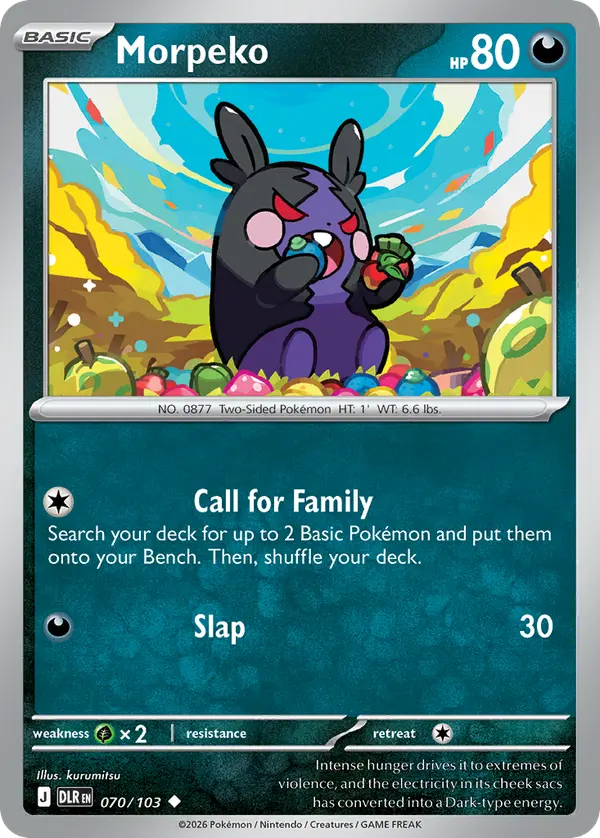 BASIC Morpeko HP 80
NO. 0877 Two-Sided Pokémon HT: 1' WT: 6.6 lbs.
Call for Family
Search your deck for up to 2 Basic Pokémon and put them
onto your Bench. Then, shuffle your deck.
Slap 30
weakness ×2 resistance retreat
Illus. kurumitsu
Intense hunger drives it to extremes of
violence, and the electricity in its cheek sacs
has converted into a Dark-type energy.
J DLR EN 070/103
©2026 Pokémon / Nintendo / Creatures / GAME FREAK